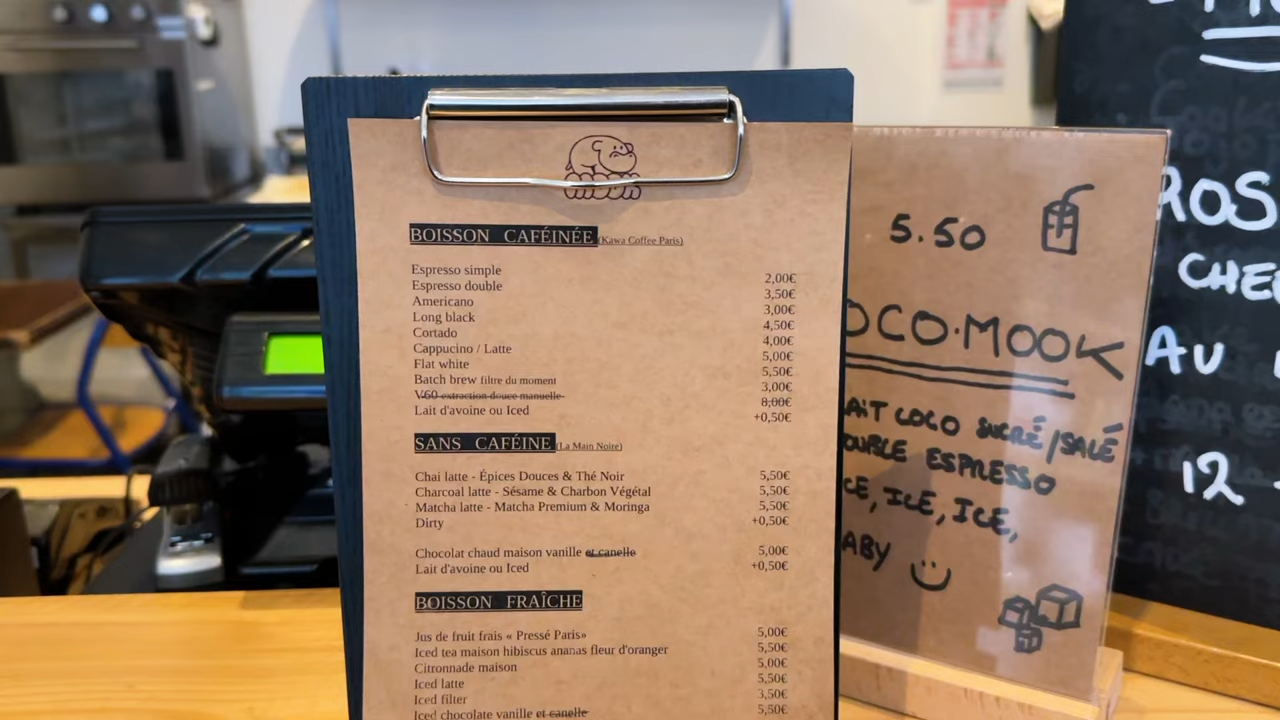 BOISSON CAFÉINÉE (Kawa Coffee Paris)
Espresso simple 2,00€
Espresso double 3,50€
Americano 3,00€
Long black 4,50€
Cortado 4,00€
Cappucino / Latte 5,00€
Flat white 5,50€
Batch brew filtre du moment 3,00€
V60 extraction douce manuelle 8,00€
Lait d'avoine ou Iced +0,50€
SANS CAFÉINE (La Main Noire)
Chai latte - Épices Douces & Thé Noir 5,50€
Charcoal latte - Sésame & Charbon Végétal 5,50€
Matcha latte - Matcha Premium & Moringa 5,50€
Dirty +0,50€
Chocolat chaud maison vanille et canelle 5,00€
Lait d'avoine ou Iced +0,50€
BOISSON FRAÎCHE
Jus de fruit frais « Pressé Paris» 5,00€
Iced tea maison hibiscus ananas fleur d'oranger 5,50€
Citronnade maison 5,00€
Iced latte 5,50€
Iced filter 3,50€
Iced chocolate vanille et canelle 5,50€
5.50
OCO·MOOK
AIT COCO SUCRÉ/SALÉ
OUBLE ESPRESSO
CE, ICE, ICE,
ABY
ROS
CHE
AU
12